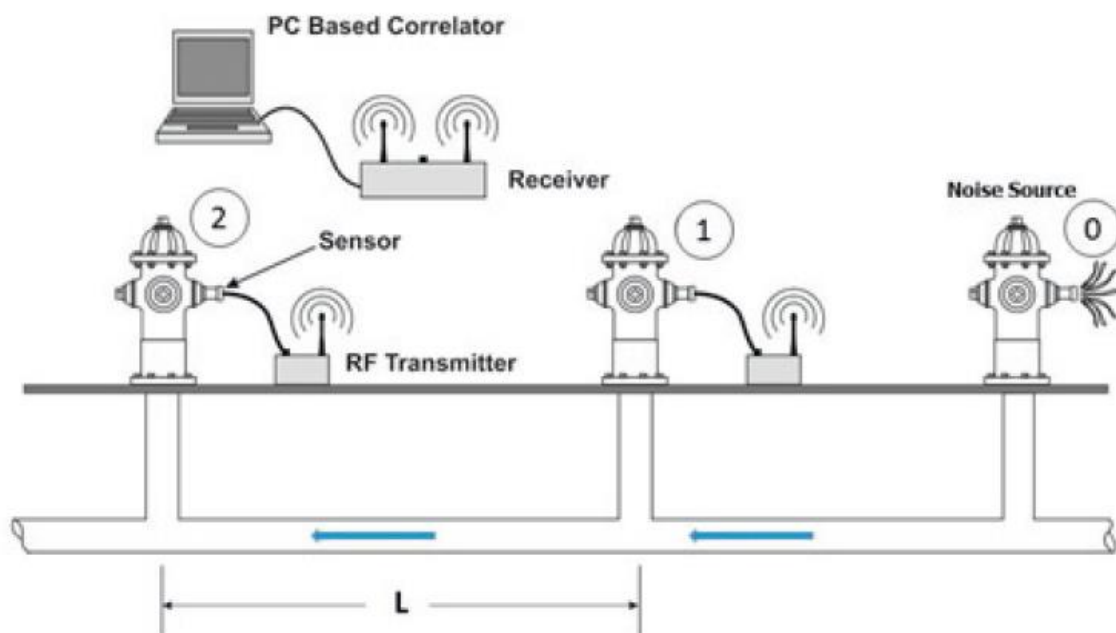 PC Based Correlator
Receiver
Noise Source
2
Sensor
1
0
RF Transmitter
L